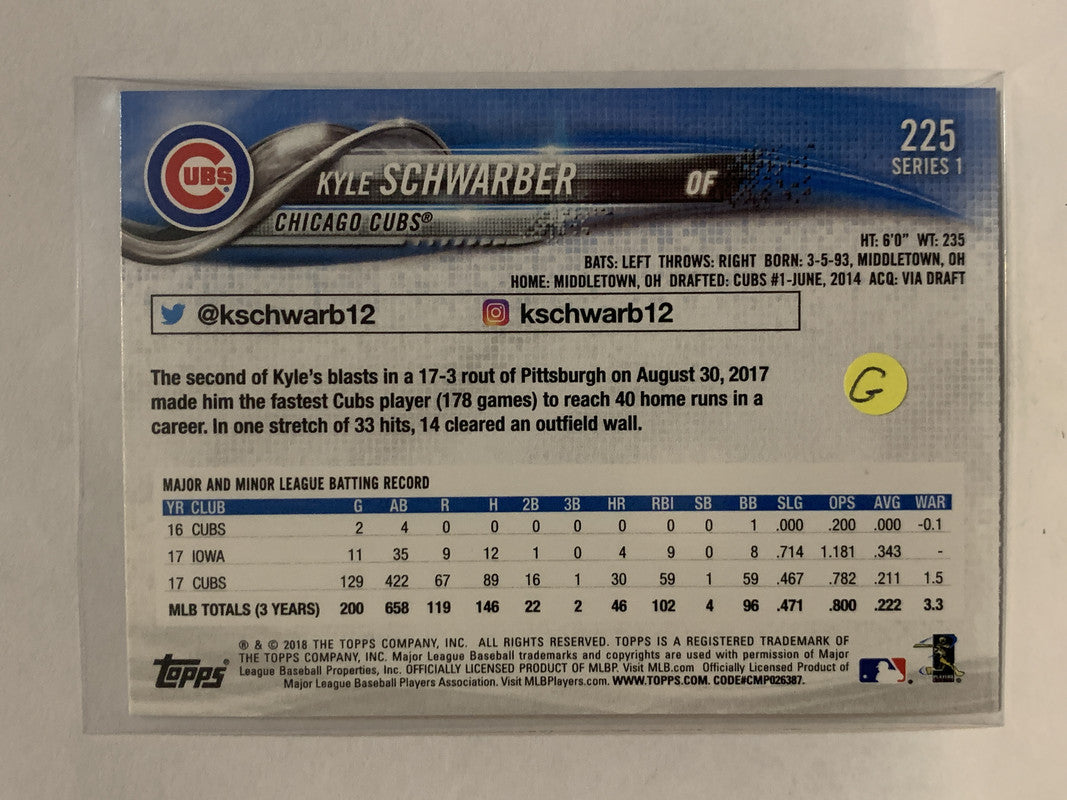 CUBS
225
SERIES 1
KYLE SCHWARBER OF
CHICAGO CUBS®
HT: 6'0" WT: 235
BATS: LEFT THROWS: RIGHT BORN: 3-5-93, MIDDLETOWN, OH
HOME: MIDDLETOWN, OH DRAFTED: CUBS #1-JUNE, 2014 ACQ: VIA DRAFT
@kschwarb12 kschwarb12
The second of Kyle's blasts in a 17-3 rout of Pittsburgh on August 30, 2017
made him the fastest Cubs player (178 games) to reach 40 home runs in a
career. In one stretch of 33 hits, 14 cleared an outfield wall.
G
MAJOR AND MINOR LEAGUE BATTING RECORD
YR CLUB G AB R H 2B 3B HR RBI SB BB SLG OPS AVG WAR
16 CUBS 2 4 0 0 0 0 0 0 0 1 .000 .200 .000 -0.1
17 IOWA 11 35 9 12 1 0 4 9 0 8 .714 1.181 .343 -
17 CUBS 129 422 67 89 16 1 30 59 1 59 .467 .782 .211 1.5
MLB TOTALS (3 YEARS) 200 658 119 146 22 2 46 102 4 96 .471 .800 .222 3.3
® & © 2018 THE TOPPS COMPANY, INC. ALL RIGHTS RESERVED. TOPPS IS A REGISTERED TRADEMARK OF
THE TOPPS COMPANY, INC. Major League Baseball trademarks and copyrights are used with permission of Major
League Baseball Properties, Inc. OFFICIALLY LICENSED PRODUCT OF MLBP. Visit MLB.com Officially Licensed Product of
Major League Baseball Players Association. Visit MLBPlayers.com. WWW.TOPPS.COM. CODE#CMP026387.
topps®
PLAYERS